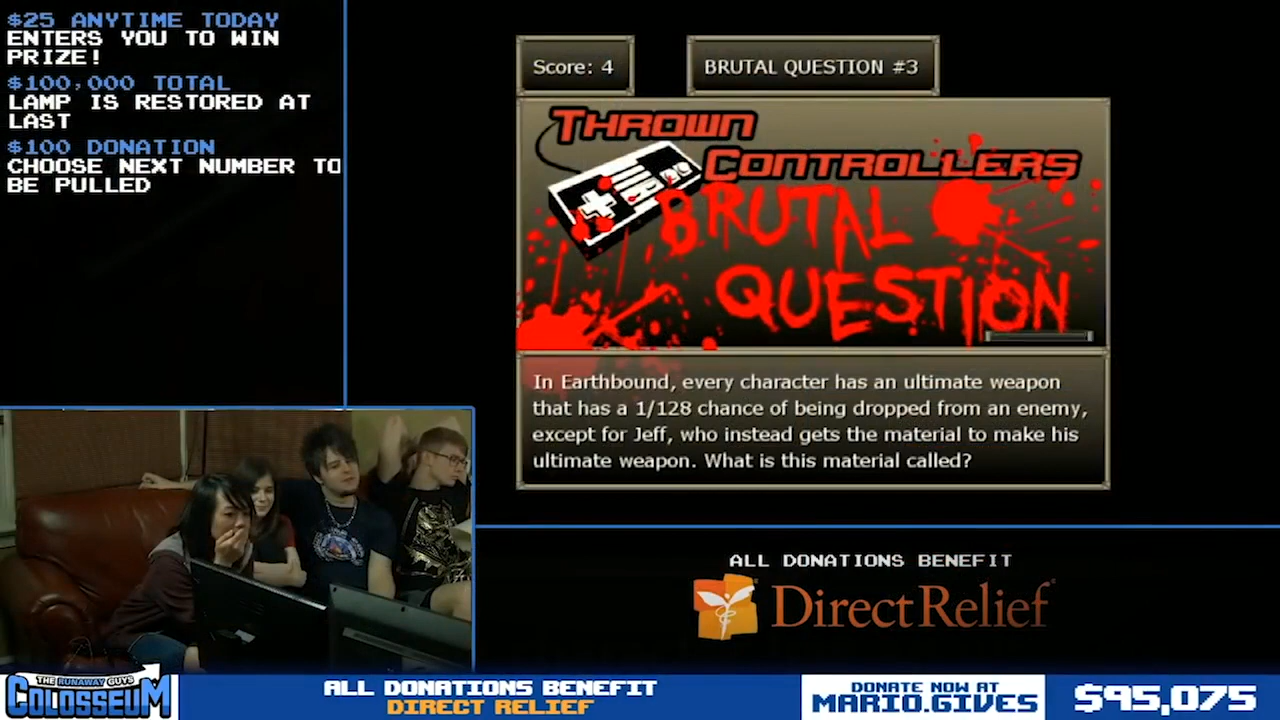 $25 ANYTIME TODAY
ENTERS YOU TO WIN
PRIZE!
$100,000 TOTAL
LAMP IS RESTORED AT
LAST
$100 DONATION
CHOOSE NEXT NUMBER TO
BE PULLED
Score: 4
BRUTAL QUESTION #3
THROWN
CONTROLLERS
BRUTAL
QUESTION
In Earthbound, every character has an ultimate weapon
that has a 1/128 chance of being dropped from an enemy,
except for Jeff, who instead gets the material to make his
ultimate weapon. What is this material called?
ALL DONATIONS BENEFIT
DirectRelief
THE RUNAWAY GUYS
COLOSSEUM
ALL DONATIONS BENEFIT
DIRECT RELIEF
DONATE NOW AT
MARIO.GIVES
$95,075